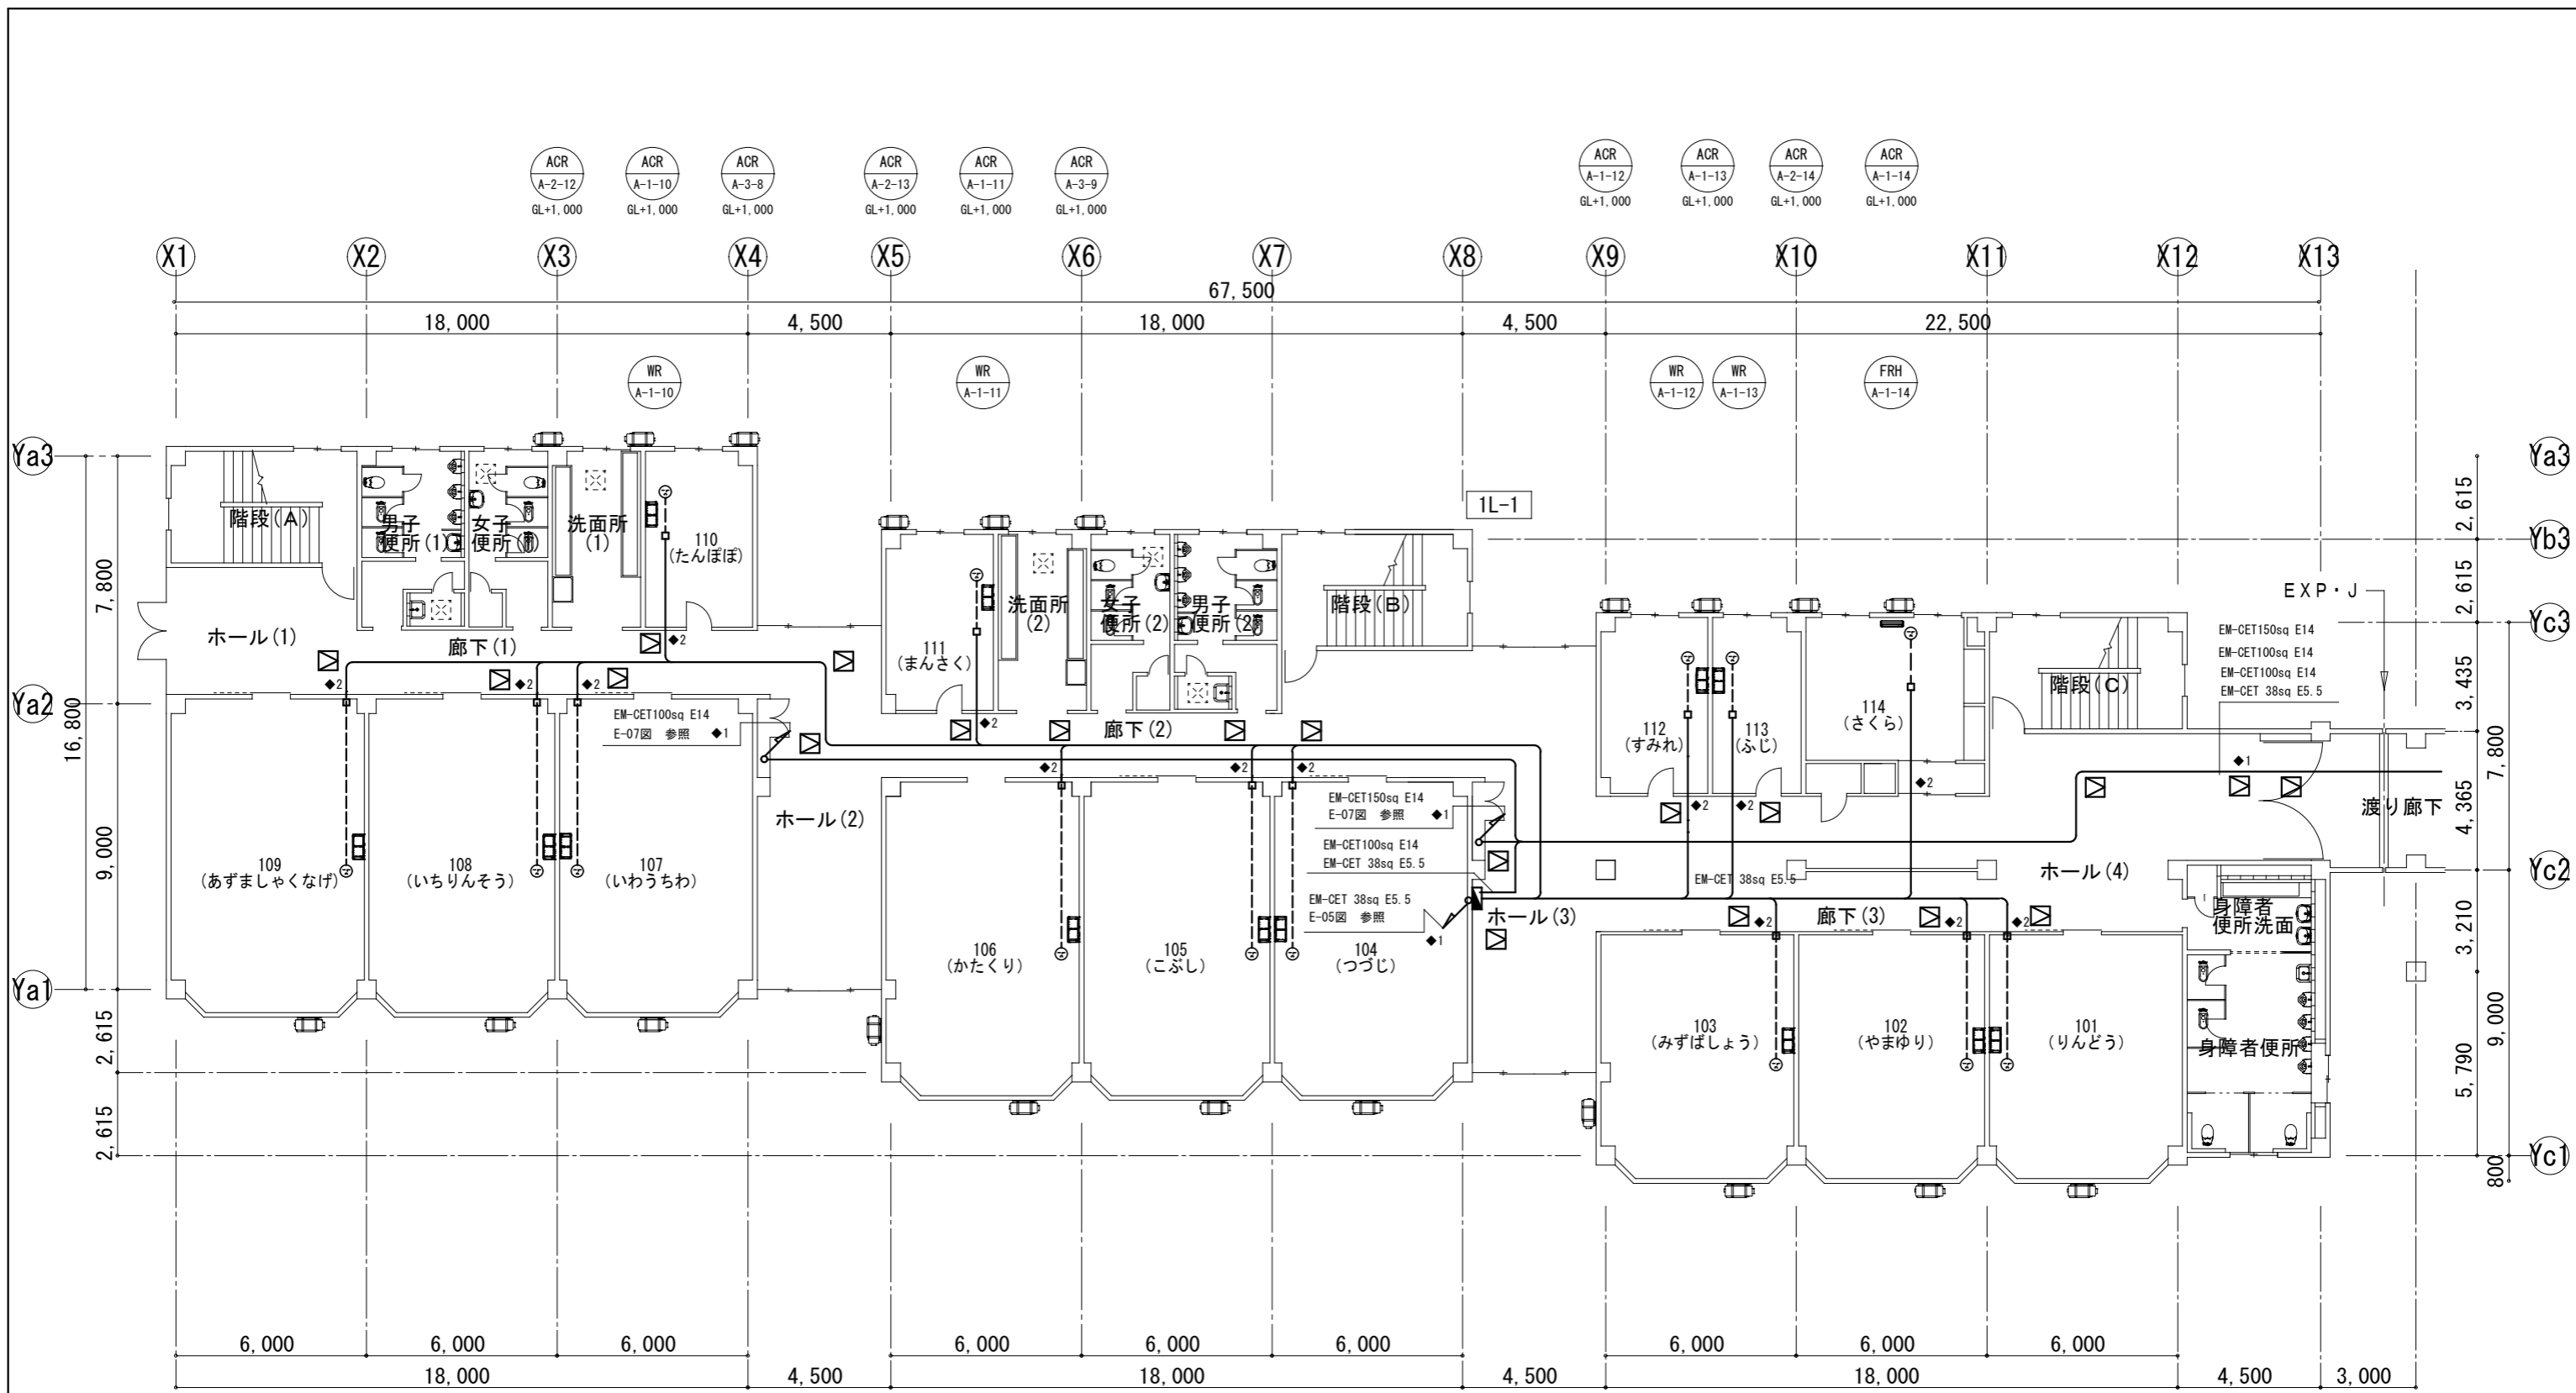 ACR ACR ACR ACR ACR ACR ACR ACR ACR ACR
A-2-12 A-1-10 A-3-8 A-2-13 A-1-11 A-3-9 A-1-12 A-1-13 A-2-14 A-1-14
GL+1,000 GL+1,000 GL+1,000 GL+1,000 GL+1,000 GL+1,000 GL+1,000 GL+1,000 GL+1,000 GL+1,000
X1 X2 X3 X4 X5 X6 X7 X8 X9 X10 X11 X12 X13
67,500
18,000 4,500 18,000 4,500 22,500
WR WR WR WR FRH
A-1-10 A-1-11 A-1-12 A-1-13 A-1-14
Ya3
Ya2
Ya1
7,800
16,800
9,000
2,615
2,615
階段(A)
男子
便所(1)
女子
便所(1)
洗面所
(1)
110
(たんぽぽ)
ホール(1)
廊下(1)
◆2
◆2
◆2
◆2
EM-CET100sq E14
E-07図 参照 ◆1
109
(あずましゃくなげ)
108
(いちりんそう)
107
(いわうちわ)
ホール(2)
1L-1
111
(まんさく)
洗面所
(2)
女子
便所(2)
男子
便所(2)
階段(B)
廊下(2)
◆2
◆2
◆2
◆2
EM-CET150sq E14
E-07図 参照 ◆1
EM-CET100sq E14
EM-CET 38sq E5.5
EM-CET 38sq E5.5
E-05図 参照
◆1
106
(かたくり)
105
(こぶし)
104
(つづじ)
ホール(3)
112
(すみれ)
113
(ふじ)
114
(さくら)
階段(C)
◆2
◆2
◆2
EM-CET 38sq E5.5
廊下(3)
◆2
◆2
◆2
ホール(4)
103
(みずばしょう)
102
(やまゆり)
101
(りんどう)
身障者
便所洗面
身障者便所
EXP・J
EM-CET150sq E14
EM-CET100sq E14
EM-CET100sq E14
EM-CET 38sq E5.5
◆1
渡り廊下
2,615
2,615
3,435
7,800
4,365
3,210
9,000
5,790
800
Ya3
Yb3
Yc3
Yc2
Yc1
6,000 6,000 6,000 6,000 6,000 6,000 6,000 6,000 6,000
18,000 4,500 18,000 4,500 18,000 4,500 3,000